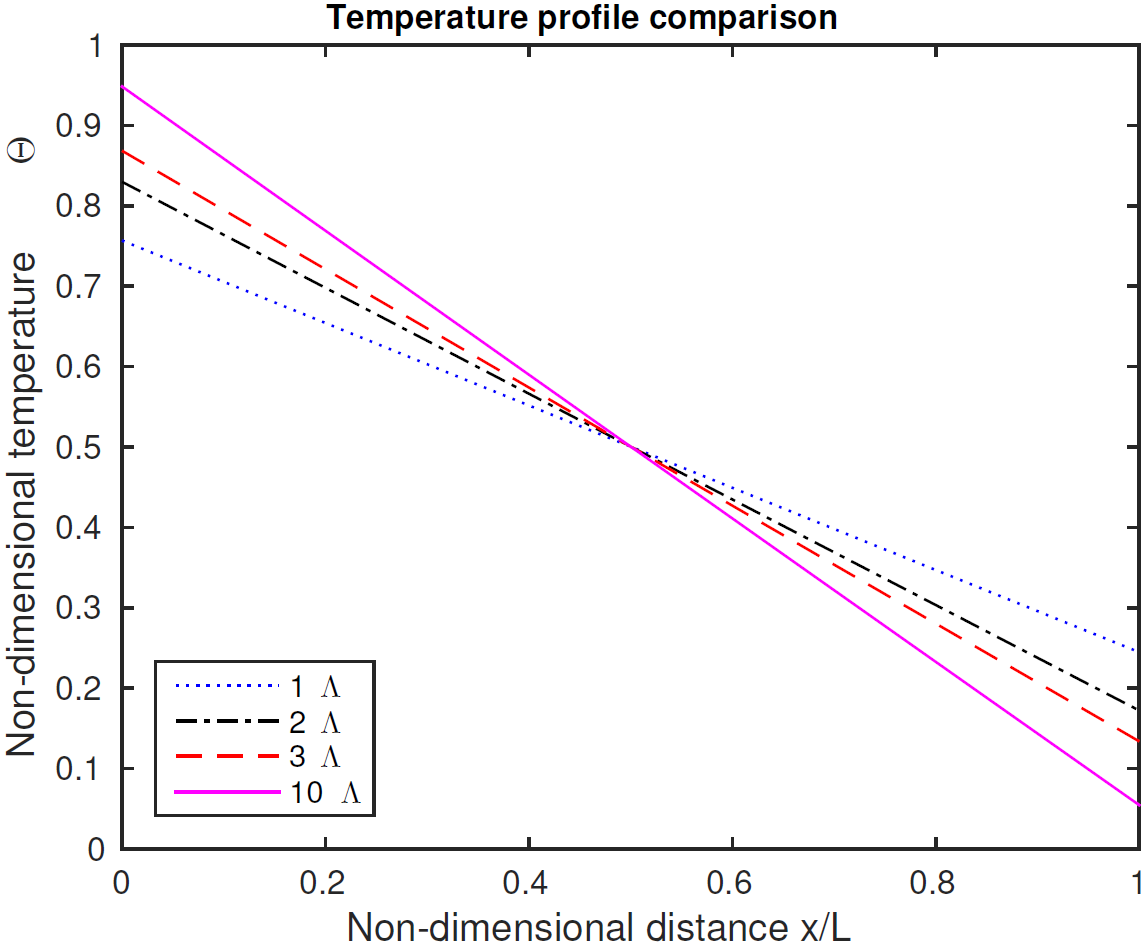 Temperature profile comparison
Non-dimensional temperature Θ
1
0.9
0.8
0.7
0.6
0.5
0.4
0.3
0.2
0.1
0
1 Λ
2 Λ
3 Λ
10 Λ
0 0.2 0.4 0.6 0.8 1
Non-dimensional distance x/L